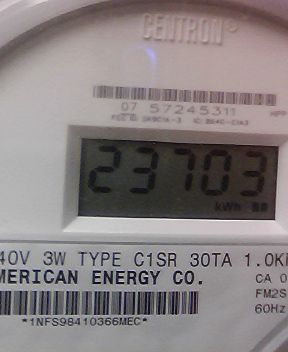 CENTRON®
07 57245311
23703
kWh 88
40V 3W TYPE C1SR 30TA 1.0K
MERICAN ENERGY CO.
CA 0
FM2S
60Hz
*1NFS98410366MEC*